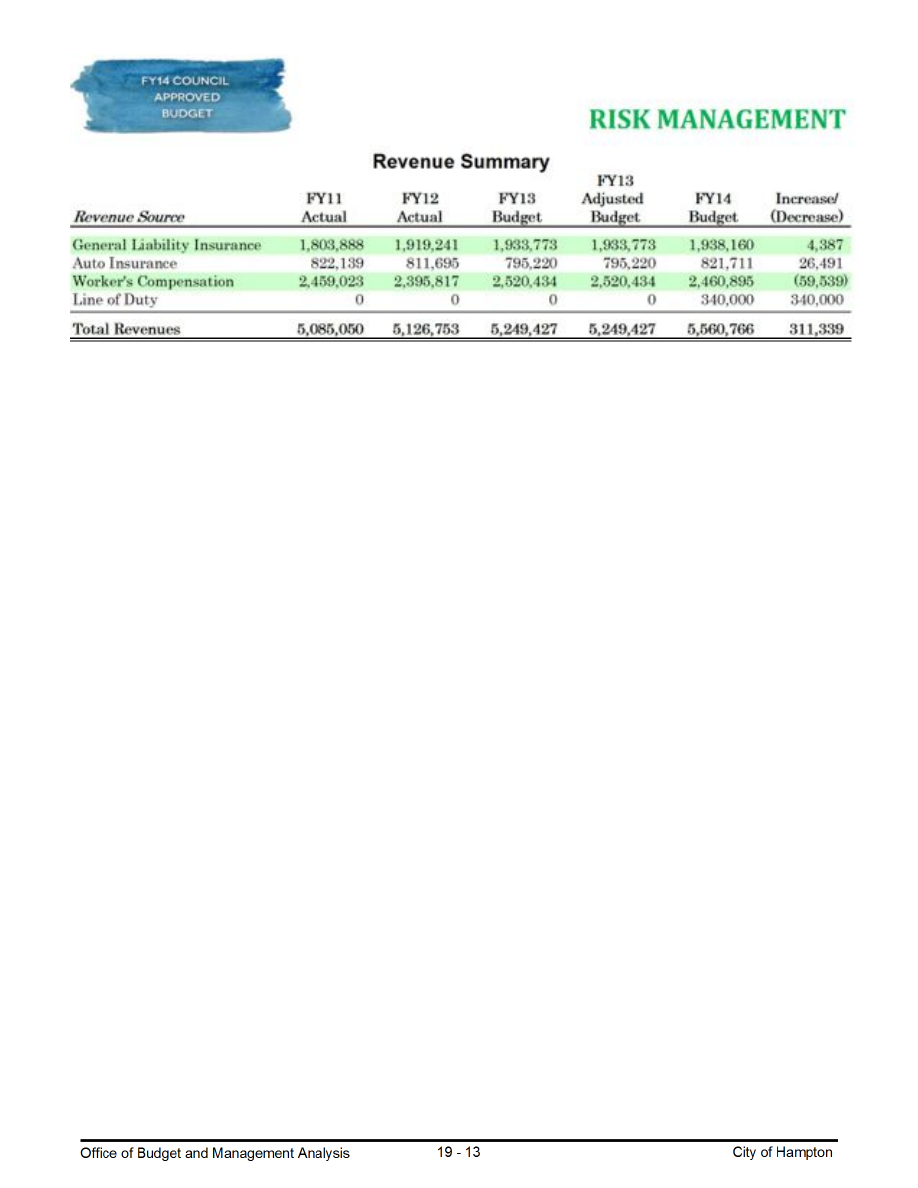 FY14 COUNCIL
APPROVED
BUDGET
RISK MANAGEMENT
Revenue Summary
FY13
FY11 FY12 FY13 Adjusted FY14 Increase/
Revenue Source Actual Actual Budget Budget Budget (Decrease)
General Liability Insurance 1,803,888 1,919,241 1,933,773 1,933,773 1,938,160 4,387
Auto Insurance 822,139 811,695 795,220 795,220 821,711 26,491
Worker's Compensation 2,459,023 2,395,817 2,520,434 2,520,434 2,460,895 (59,539)
Line of Duty 0 0 0 0 340,000 340,000
Total Revenues 5,085,050 5,126,753 5,249,427 5,249,427 5,560,766 311,339
Office of Budget and Management Analysis 19 - 13 City of Hampton